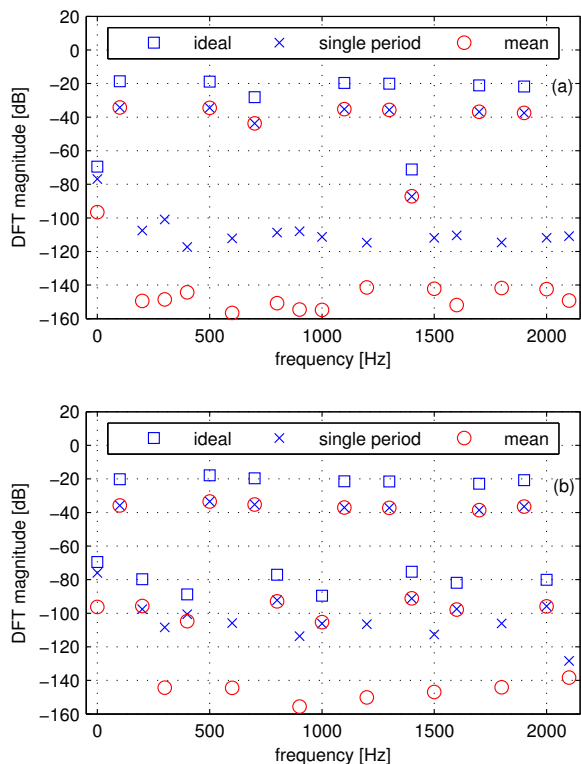 20
0
−20
−40
−60
−80
−100
−120
−140
−160
DFT magnitude [dB]
ideal single period mean
(a)
0 500 1000 1500 2000
frequency [Hz]
20
0
−20
−40
−60
−80
−100
−120
−140
−160
DFT magnitude [dB]
ideal single period mean
(b)
0 500 1000 1500 2000
frequency [Hz]